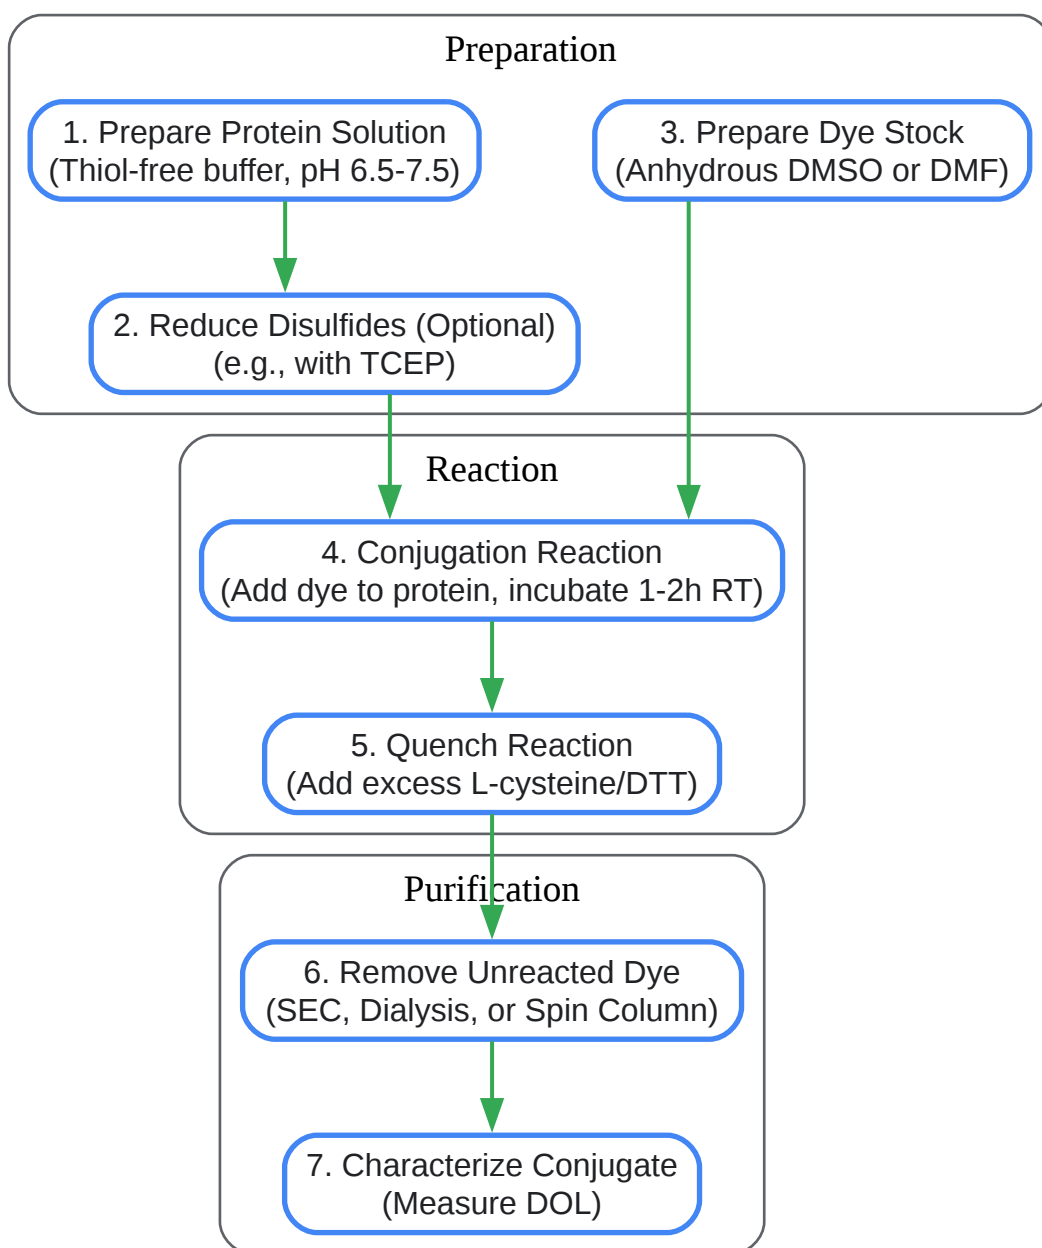 Preparation
1. Prepare Protein Solution
(Thiol-free buffer, pH 6.5-7.5)
3. Prepare Dye Stock
(Anhydrous DMSO or DMF)
2. Reduce Disulfides (Optional)
(e.g., with TCEP)
Reaction
4. Conjugation Reaction
(Add dye to protein, incubate 1-2h RT)
5. Quench Reaction
(Add excess L-cysteine/DTT)
Purification
6. Remove Unreacted Dye
(SEC, Dialysis, or Spin Column)
7. Characterize Conjugate
(Measure DOL)